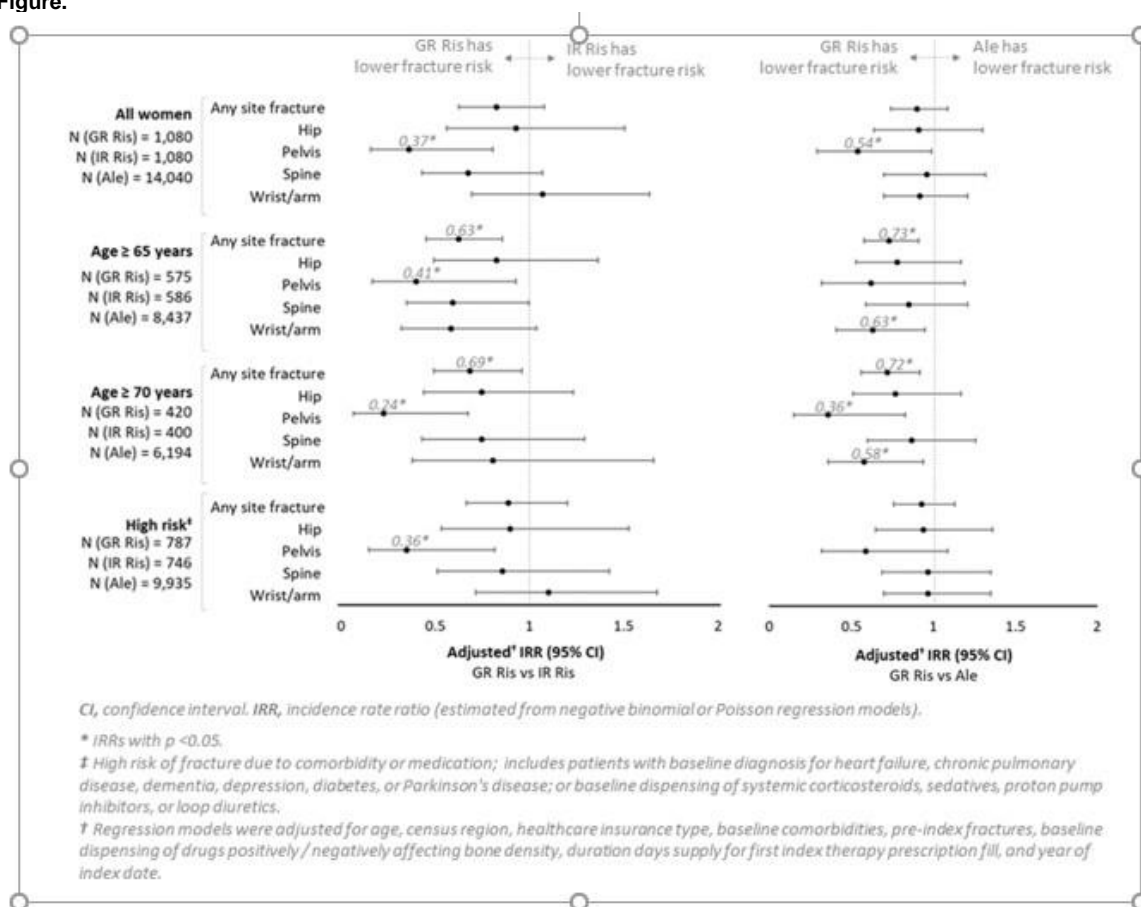 Figure.
GR Ris has
lower fracture risk
IR Ris has
lower fracture risk
GR Ris has
lower fracture risk
Ale has
lower fracture risk
All women
N (GR Ris) = 1,080
N (IR Ris) = 1,080
N (Ale) = 14,040
Any site fracture
Hip
Pelvis
0.37*
0.54*
Spine
Wrist/arm
Age ≥ 65 years
N (GR Ris) = 575
N (IR Ris) = 586
N (Ale) = 8,437
Any site fracture
0.63*
0.73*
Hip
Pelvis
0.41*
Spine
Wrist/arm
0.63*
Age ≥ 70 years
N (GR Ris) = 420
N (IR Ris) = 400
N (Ale) = 6,194
Any site fracture
0.69*
0.72*
Hip
Pelvis
0.24*
0.36*
Spine
Wrist/arm
0.58*
High risk‡
N (GR Ris) = 787
N (IR Ris) = 746
N (Ale) = 9,935
Any site fracture
Hip
Pelvis
0.36*
Spine
Wrist/arm
0 0.5 1 1.5 2
Adjusted† IRR (95% CI)
GR Ris vs IR Ris
0 0.5 1 1.5 2
Adjusted† IRR (95% CI)
GR Ris vs Ale
CI, confidence interval. IRR, incidence rate ratio (estimated from negative binomial or Poisson regression models).
* IRRs with p <0.05.
‡ High risk of fracture due to comorbidity or medication; includes patients with baseline diagnosis for heart failure, chronic pulmonary
disease, dementia, depression, diabetes, or Parkinson's disease; or baseline dispensing of systemic corticosteroids, sedatives, proton pump
inhibitors, or loop diuretics.
† Regression models were adjusted for age, census region, healthcare insurance type, baseline comorbidities, pre-index fractures, baseline
dispensing of drugs positively / negatively affecting bone density, duration days supply for first index therapy prescription fill, and year of
index date.